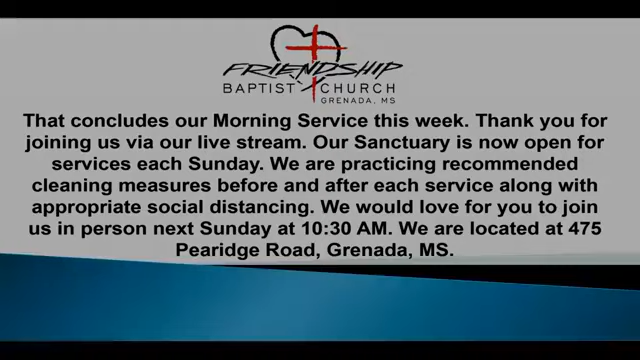 FRIENDSHIP
BAPTIST CHURCH
GRENADA, MS
That concludes our Morning Service this week. Thank you for
joining us via our live stream. Our Sanctuary is now open for
services each Sunday. We are practicing recommended
cleaning measures before and after each service along with
appropriate social distancing. We would love for you to join
us in person next Sunday at 10:30 AM. We are located at 475
Pearidge Road, Grenada, MS.